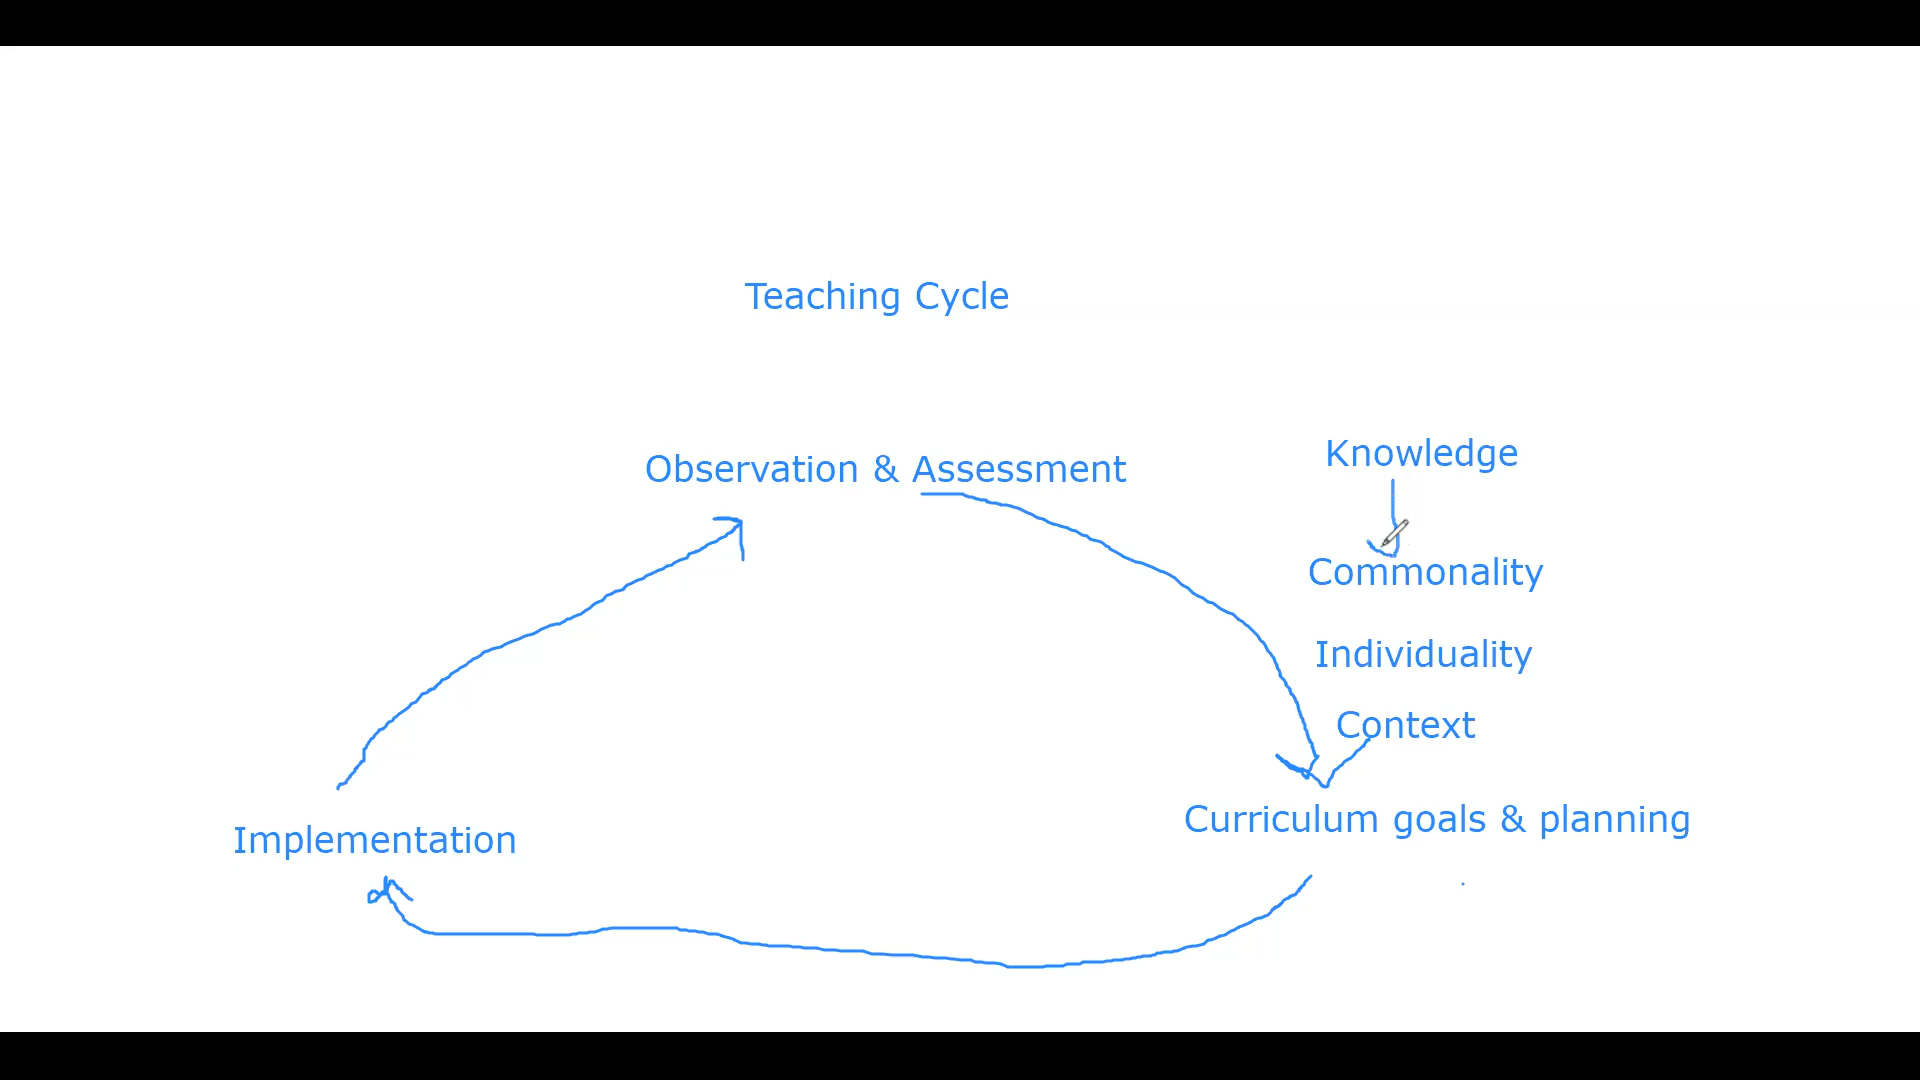 Teaching Cycle
Observation & Assessment
Knowledge
Commonality
Individuality
Context
Curriculum goals & planning
Implementation